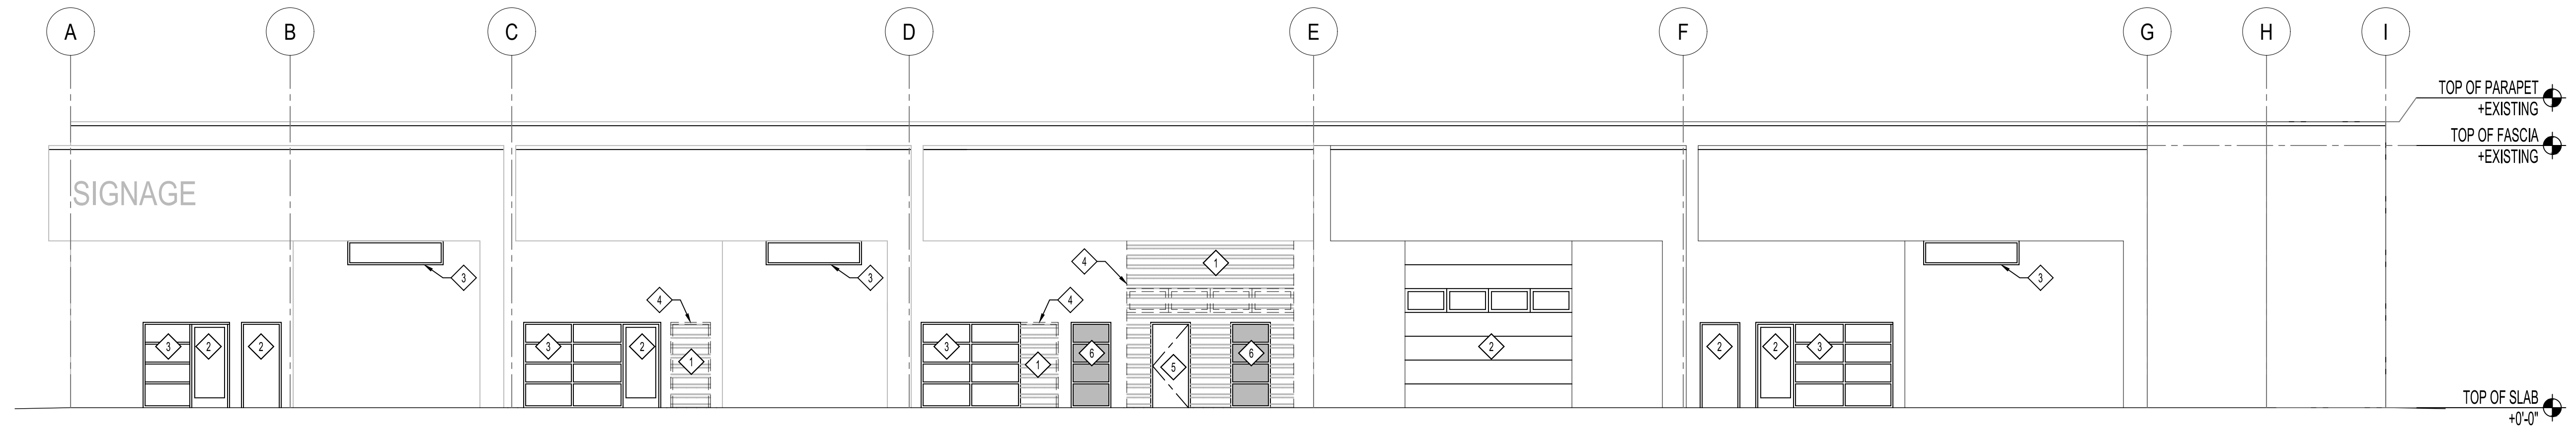 A B C D E F G H I
TOP OF PARAPET
+EXISTING
TOP OF FASCIA
+EXISTING
SIGNAGE
4 1
3 3 3
4 4
3 2 2 3 2 1 3 1 6 5 6 2 2 2 3
TOP OF SLAB
+0'-0"